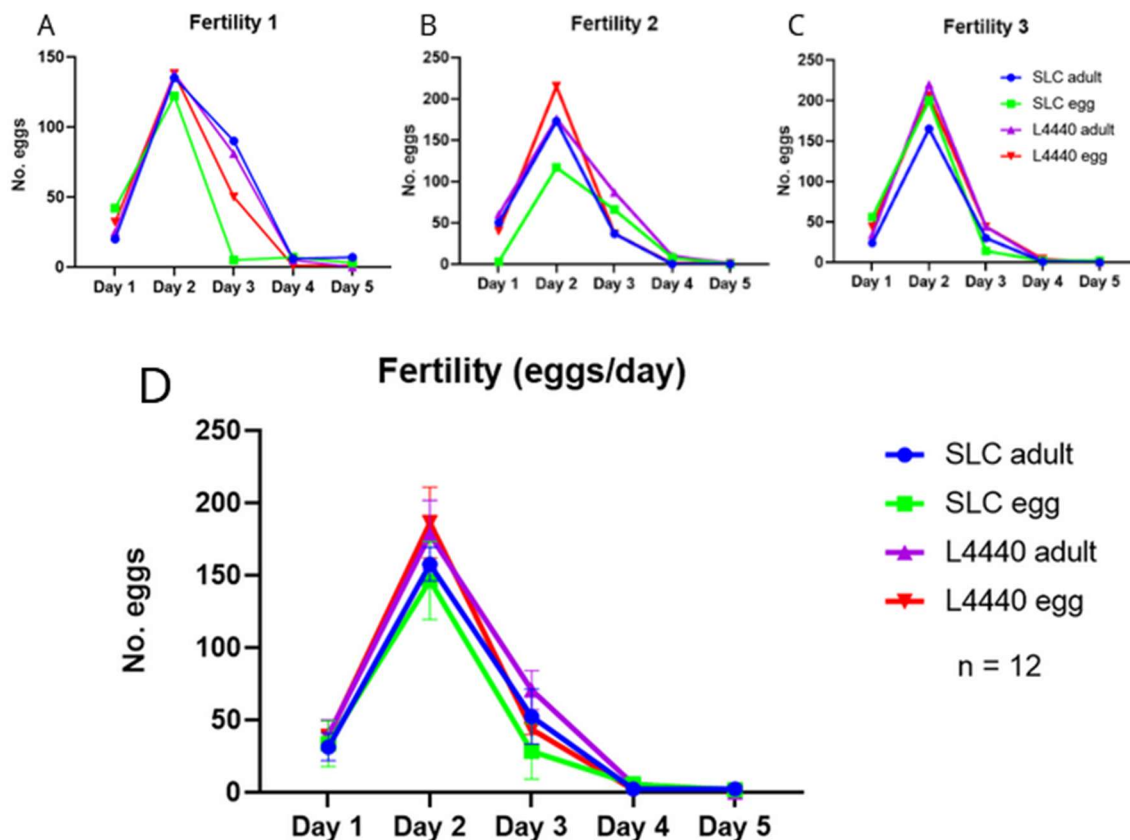 A
Fertility 1
No. eggs
150
100
50
0
Day 1 Day 2 Day 3 Day 4 Day 5
B
Fertility 2
No. eggs
250
200
150
100
50
0
Day 1 Day 2 Day 3 Day 4 Day 5
C
Fertility 3
No. eggs
250
200
150
100
50
0
Day 1 Day 2 Day 3 Day 4 Day 5
SLC adult
SLC egg
L4440 adult
L4440 egg
D
Fertility (eggs/day)
No. eggs
250
200
150
100
50
0
Day 1 Day 2 Day 3 Day 4 Day 5
SLC adult
SLC egg
L4440 adult
L4440 egg
n = 12